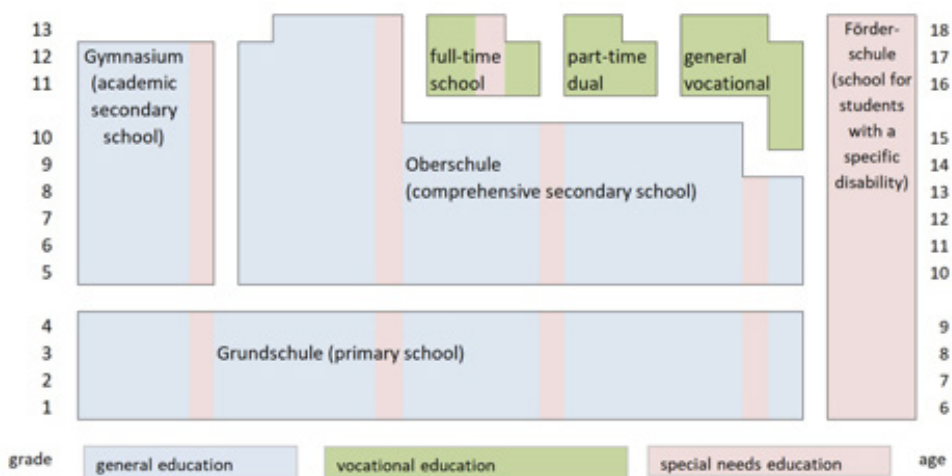 13
12
11
10
9
8
7
6
5
4
3
2
1
grade
Gymnasium
(academic
secondary
school)
Oberschule
(comprehensive secondary school)
full-time
school
part-time
dual
general
vocational
Förder-
schule
(school for
students
with a
specific
disability)
Grundschule (primary school)
18
17
16
15
14
13
12
11
10
9
8
7
6
age
general education
vocational education
special needs education